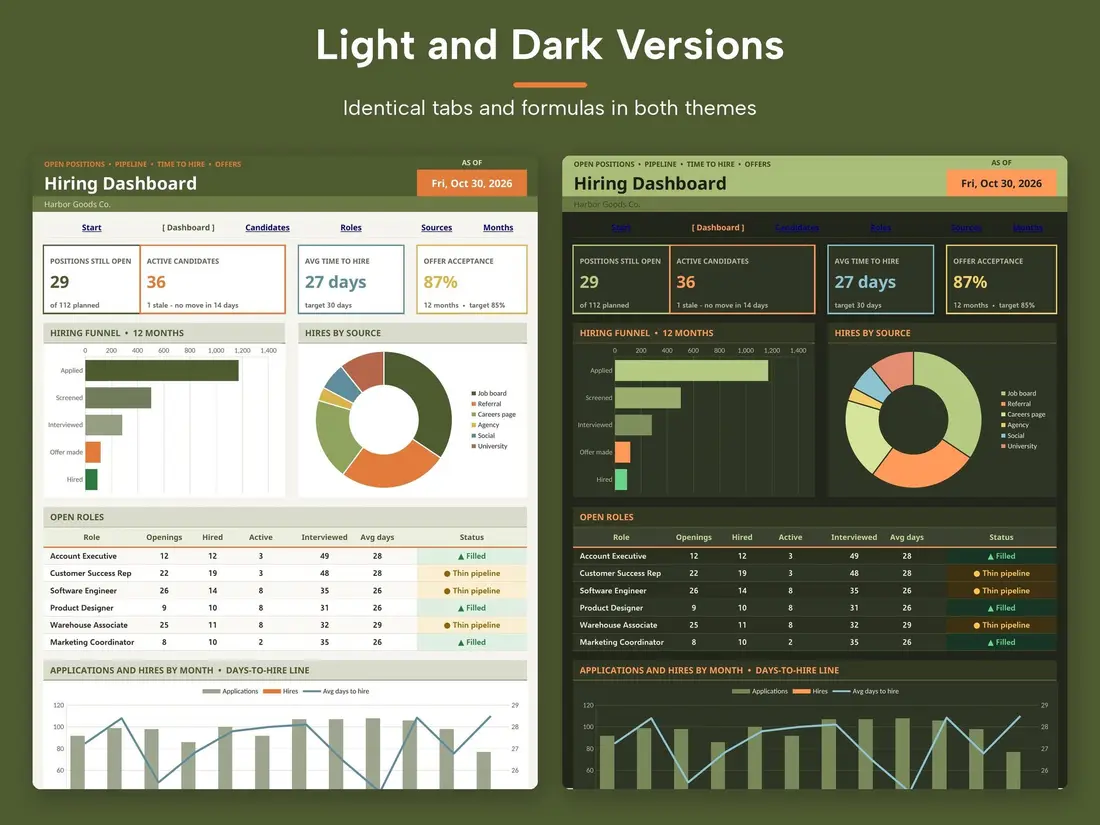 Light and Dark Versions
Identical tabs and formulas in both themes
OPEN POSITIONS • PIPELINE • TIME TO HIRE • OFFERS
AS OF
Hiring Dashboard
Fri, Oct 30, 2026
Harbor Goods Co.
Start [ Dashboard ] Candidates Roles Sources Months
POSITIONS STILL OPEN ACTIVE CANDIDATES AVG TIME TO HIRE OFFER ACCEPTANCE
29 36 27 days 87%
of 112 planned 1 stale - no move in 14 days target 30 days 12 months • target 85%
HIRING FUNNEL • 12 MONTHS
0 200 400 600 800 1,000 1,200 1,400
Applied
Screened
Interviewed
Offer made
Hired
HIRES BY SOURCE
Job board
Referral
Careers page
Agency
Social
University
OPEN ROLES
Role Openings Hired Active Interviewed Avg days Status
Account Executive 12 12 3 49 28 ▲ Filled
Customer Success Rep 22 19 3 48 28 ● Thin pipeline
Software Engineer 26 14 8 35 26 ● Thin pipeline
Product Designer 9 10 8 31 26 ▲ Filled
Warehouse Associate 25 11 8 32 29 ● Thin pipeline
Marketing Coordinator 8 10 2 35 26 ▲ Filled
APPLICATIONS AND HIRES BY MONTH • DAYS-TO-HIRE LINE
Applications Hires Avg days to hire
120 29
100 28
80 27
60 26
OPEN POSITIONS • PIPELINE • TIME TO HIRE • OFFERS
AS OF
Hiring Dashboard
Fri, Oct 30, 2026
Harbor Goods Co.
Start [ Dashboard ] Candidates Roles Sources Months
POSITIONS STILL OPEN ACTIVE CANDIDATES AVG TIME TO HIRE OFFER ACCEPTANCE
29 36 27 days 87%
of 112 planned 1 stale - no move in 14 days target 30 days 12 months • target 85%
HIRING FUNNEL • 12 MONTHS
0 200 400 600 800 1,000 1,200 1,400
Applied
Screened
Interviewed
Offer made
Hired
HIRES BY SOURCE
Job board
Referral
Careers page
Agency
Social
University
OPEN ROLES
Role Openings Hired Active Interviewed Avg days Status
Account Executive 12 12 3 49 28 ▲ Filled
Customer Success Rep 22 19 3 48 28 ● Thin pipeline
Software Engineer 26 14 8 35 26 ● Thin pipeline
Product Designer 9 10 8 31 26 ▲ Filled
Warehouse Associate 25 11 8 32 29 ● Thin pipeline
Marketing Coordinator 8 10 2 35 26 ▲ Filled
APPLICATIONS AND HIRES BY MONTH • DAYS-TO-HIRE LINE
Applications Hires Avg days to hire
120 29
100 28
80 27
60 26